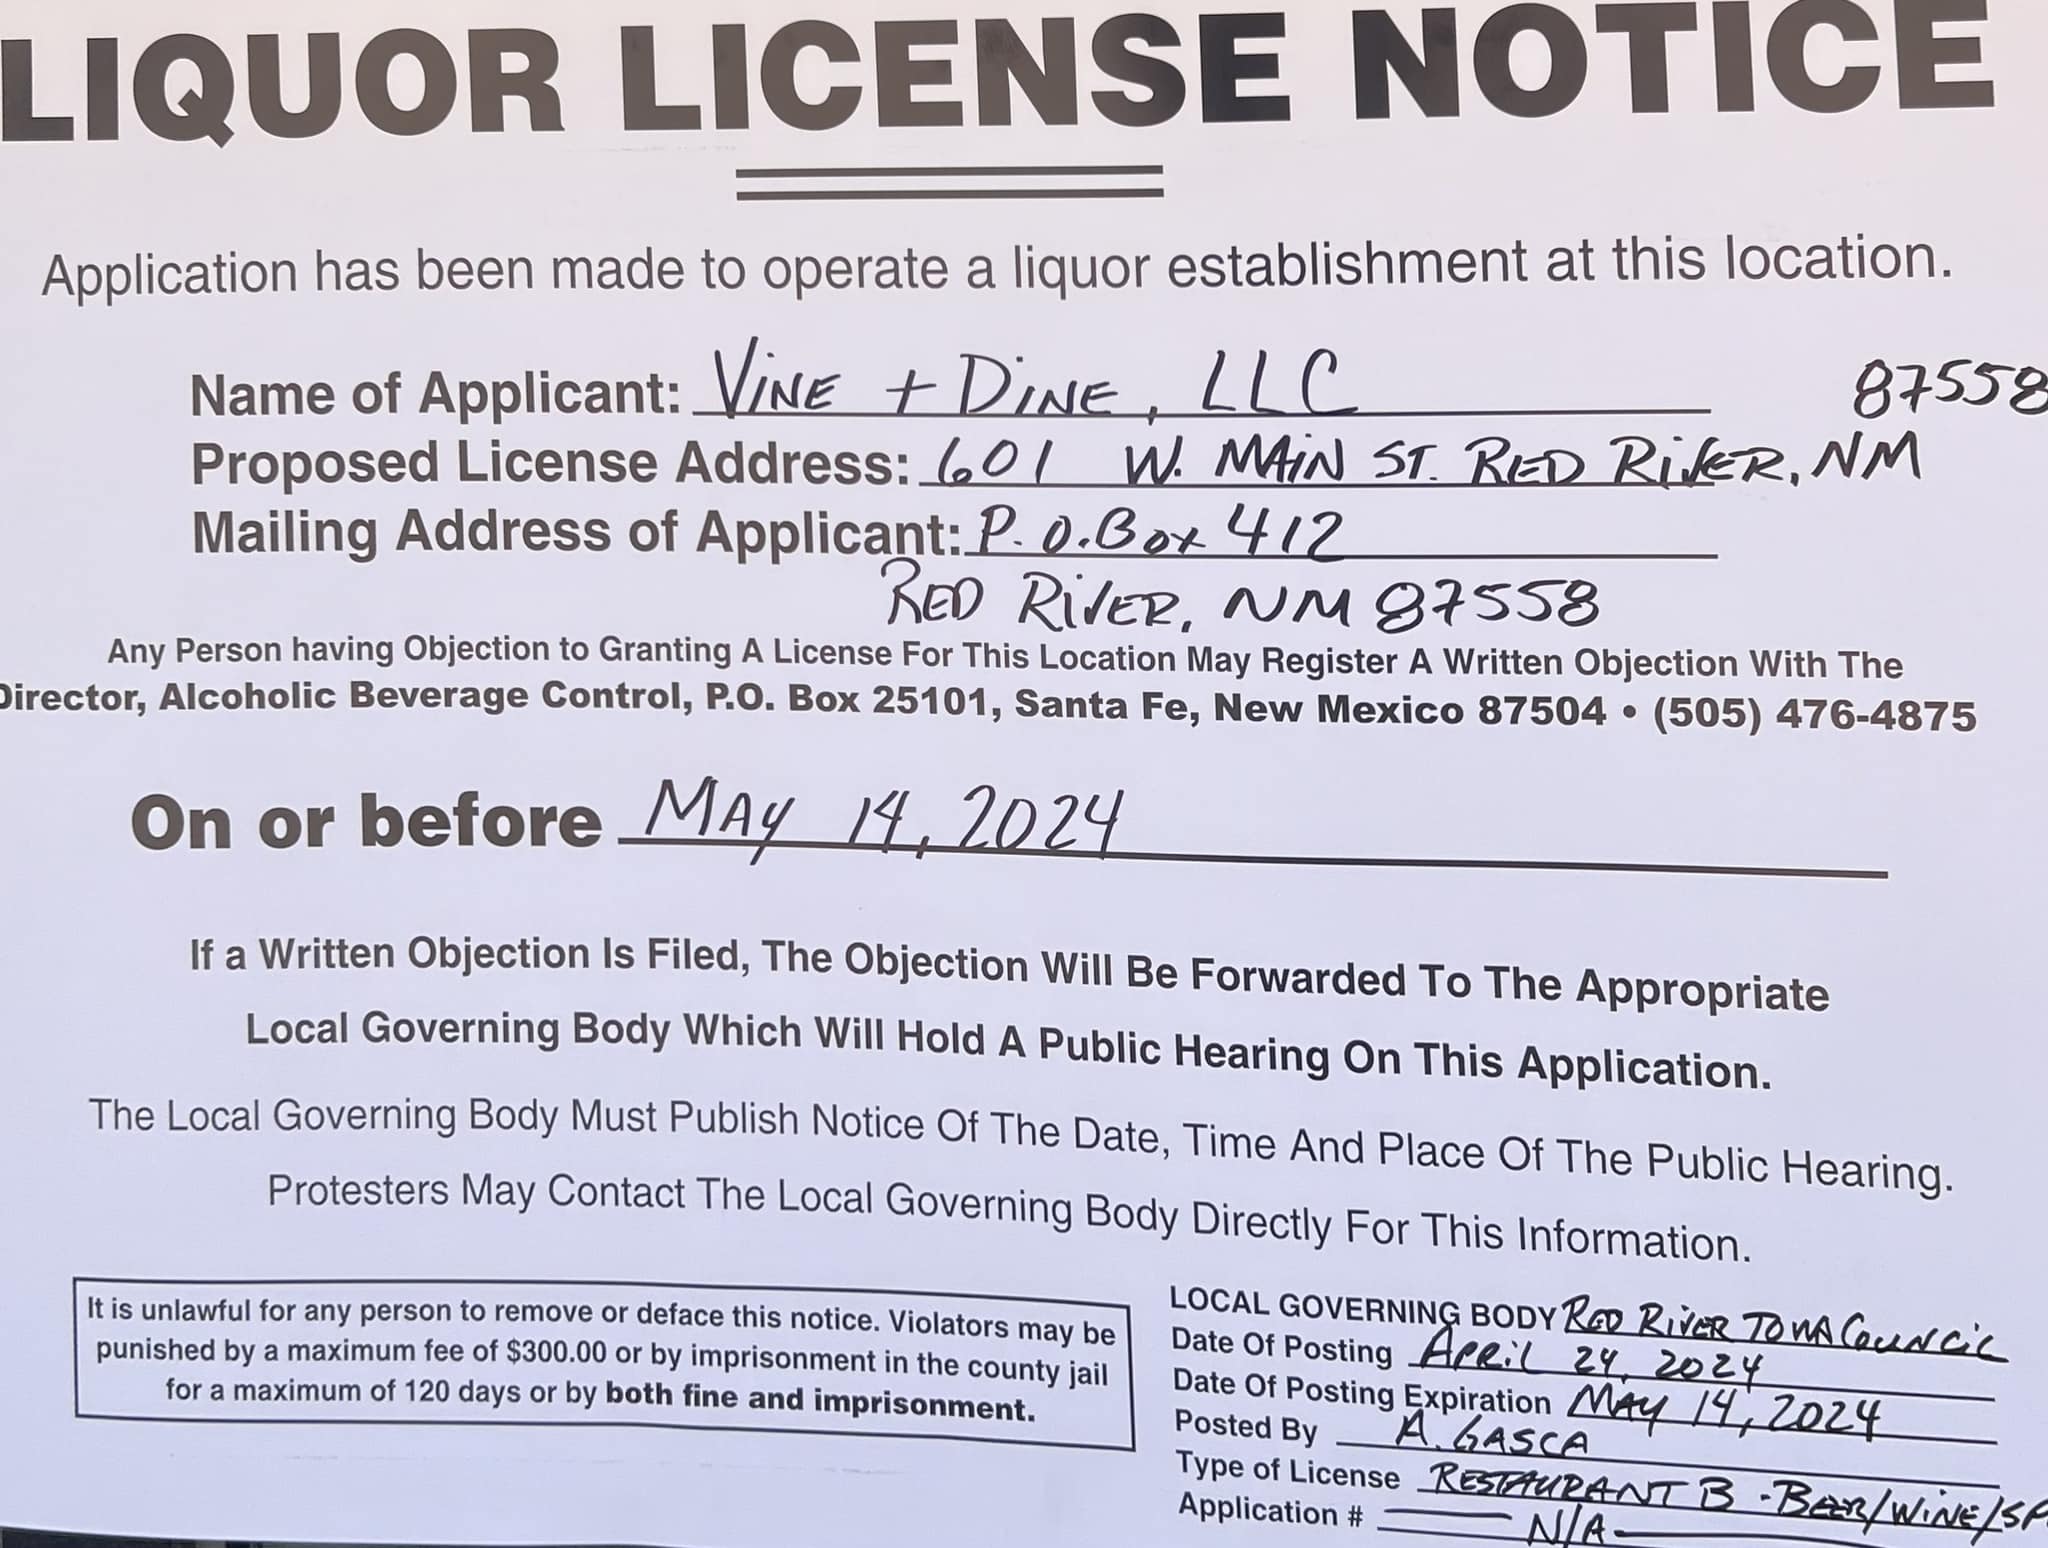 LIQUOR LICENSE NOTICE
Application has been made to operate a liquor establishment at this location.
87558
Name of Applicant: VINE + DINE, LLC
Proposed License Address: 601 W. MAIN ST. RED RIVER, NM
Mailing Address of Applicant: P.O. Box 412
RED RIVER, NM 87558
Any Person having Objection to Granting A License For This Location May Register A Written Objection With The
Director, Alcoholic Beverage Control, P.O. Box 25101, Santa Fe, New Mexico 87504 • (505) 476-4875
On or before MAY 14, 2024
If a Written Objection Is Filed, The Objection Will Be Forwarded To The Appropriate
Local Governing Body Which Will Hold A Public Hearing On This Application.
The Local Governing Body Must Publish Notice Of The Date, Time And Place Of The Public Hearing.
Protesters May Contact The Local Governing Body Directly For This Information.
It is unlawful for any person to remove or deface this notice. Violators may be
punished by a maximum fee of $300.00 or by imprisonment in the county jail
for a maximum of 120 days or by both fine and imprisonment.
LOCAL GOVERNING BODY RED RIVER TOWN COUNCIL
Date Of Posting APRIL 24, 2024
Date Of Posting Expiration MAY 14, 2024
Posted By A. GASCA
Type of License RESTAURANT B - BEER/WINE/SP
Application # N/A